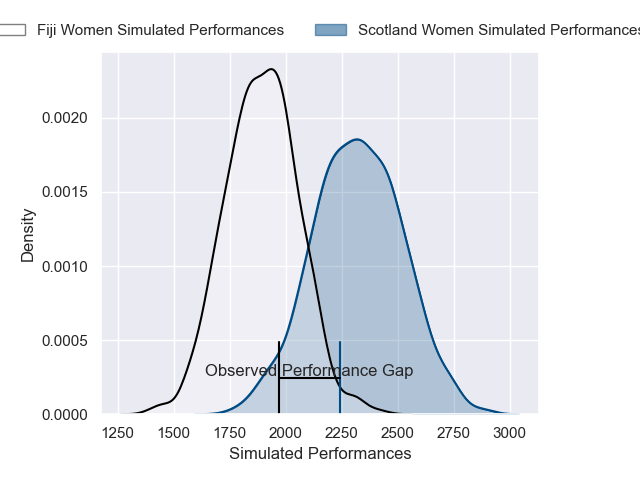 Fiji Women Simulated Performances Scotland Women Simulated Performances
0.0020
0.0015
0.0010
0.0005
0.0000
Density
Observed Performance Gap
1250 1500 1750 2000 2250 2500 2750 3000
Simulated Performances